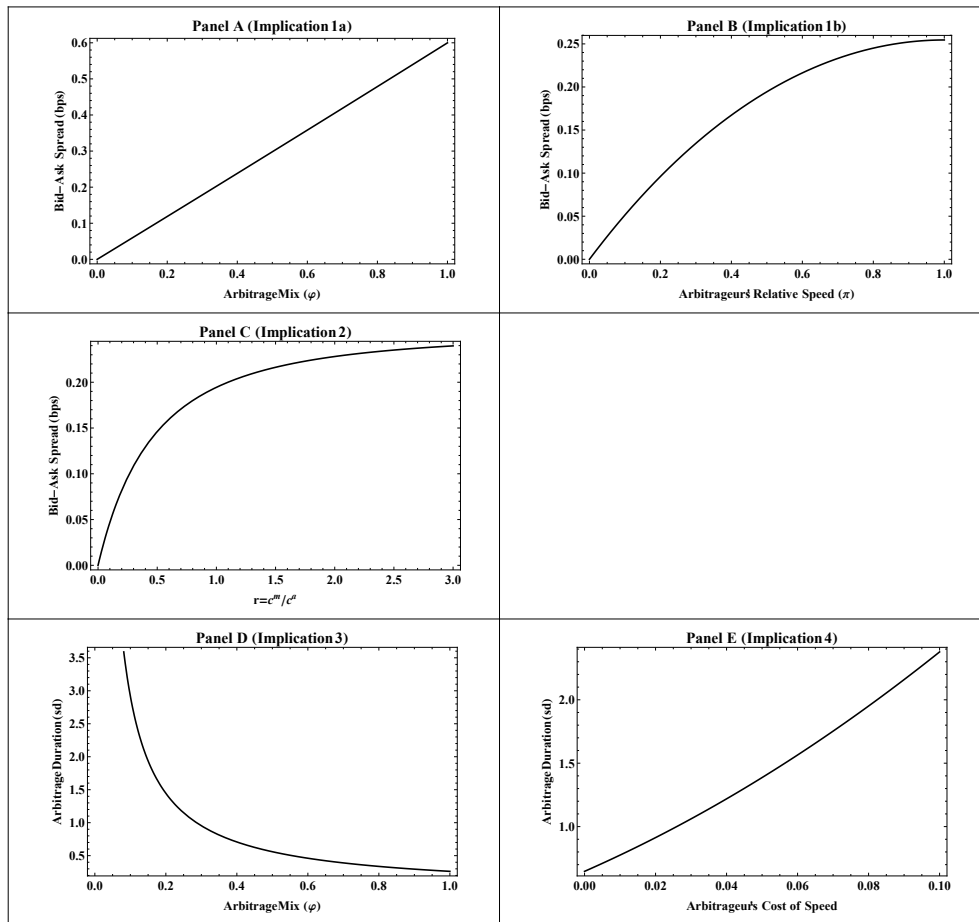 Panel A (Implication 1a)
Bid-Ask Spread (bps)
0.6
0.5
0.4
0.3
0.2
0.1
0.0
0.0 0.2 0.4 0.6 0.8 1.0
ArbitrageMix (φ)
Panel B (Implication 1b)
Bid-Ask Spread (bps)
0.25
0.20
0.15
0.10
0.05
0.00
0.0 0.2 0.4 0.6 0.8 1.0
Arbitrageurs' Relative Speed (π)
Panel C (Implication 2)
Bid-Ask Spread (bps)
0.20
0.15
0.10
0.05
0.00
0.0 0.5 1.0 1.5 2.0 2.5 3.0
r=cᵐ/cᵃ
Panel D (Implication 3)
ArbitrageDuration (sd)
3.5
3.0
2.5
2.0
1.5
1.0
0.5
0.0 0.2 0.4 0.6 0.8 1.0
ArbitrageMix (φ)
Panel E (Implication 4)
ArbitrageDuration (sd)
2.0
1.5
1.0
0.00 0.02 0.04 0.06 0.08 0.10
Arbitrageur's Cost of Speed